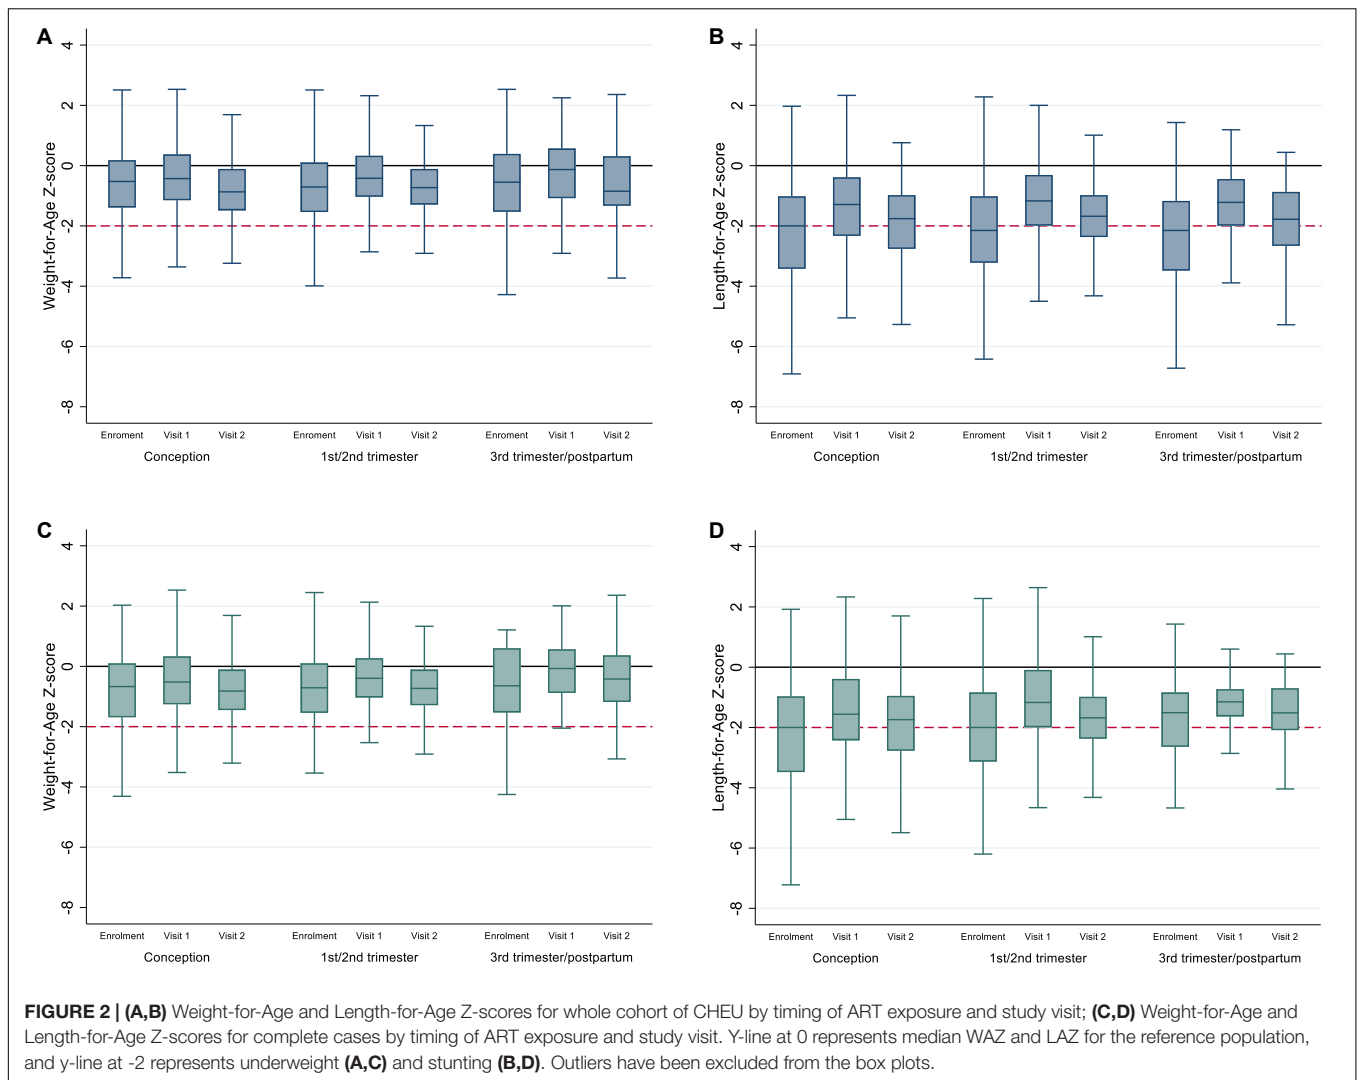 A
4
2
0
-2
-4
-6
-8
Weight-for-Age Z-score
Enroment Visit 1 Visit 2 Enroment Visit 1 Visit 2 Enroment Visit 1 Visit 2
Conception 1st/2nd trimester 3rd trimester/postpartum
B
4
2
0
-2
-4
-6
-8
Length-for-Age Z-score
Enroment Visit 1 Visit 2 Enroment Visit 1 Visit 2 Enroment Visit 1 Visit 2
Conception 1st/2nd trimester 3rd trimester/postpartum
C
4
2
0
-2
-4
-6
-8
Weight-for-Age Z-score
Enrolment Visit 1 Visit 2 Enrolment Visit 1 Visit 2 Enrolment Visit 1 Visit 2
Conception 1st/2nd trimester 3rd trimester/postpartum
D
4
2
0
-2
-4
-6
-8
Length-for-Age Z-score
Enrolment Visit 1 Visit 2 Enrolment Visit 1 Visit 2 Enrolment Visit 1 Visit 2
Conception 1st/2nd trimester 3rd trimester/postpartum
FIGURE 2 | (A,B) Weight-for-Age and Length-for-Age Z-scores for whole cohort of CHEU by timing of ART exposure and study visit; (C,D) Weight-for-Age and
Length-for-Age Z-scores for complete cases by timing of ART exposure and study visit. Y-line at 0 represents median WAZ and LAZ for the reference population,
and y-line at -2 represents underweight (A,C) and stunting (B,D). Outliers have been excluded from the box plots.